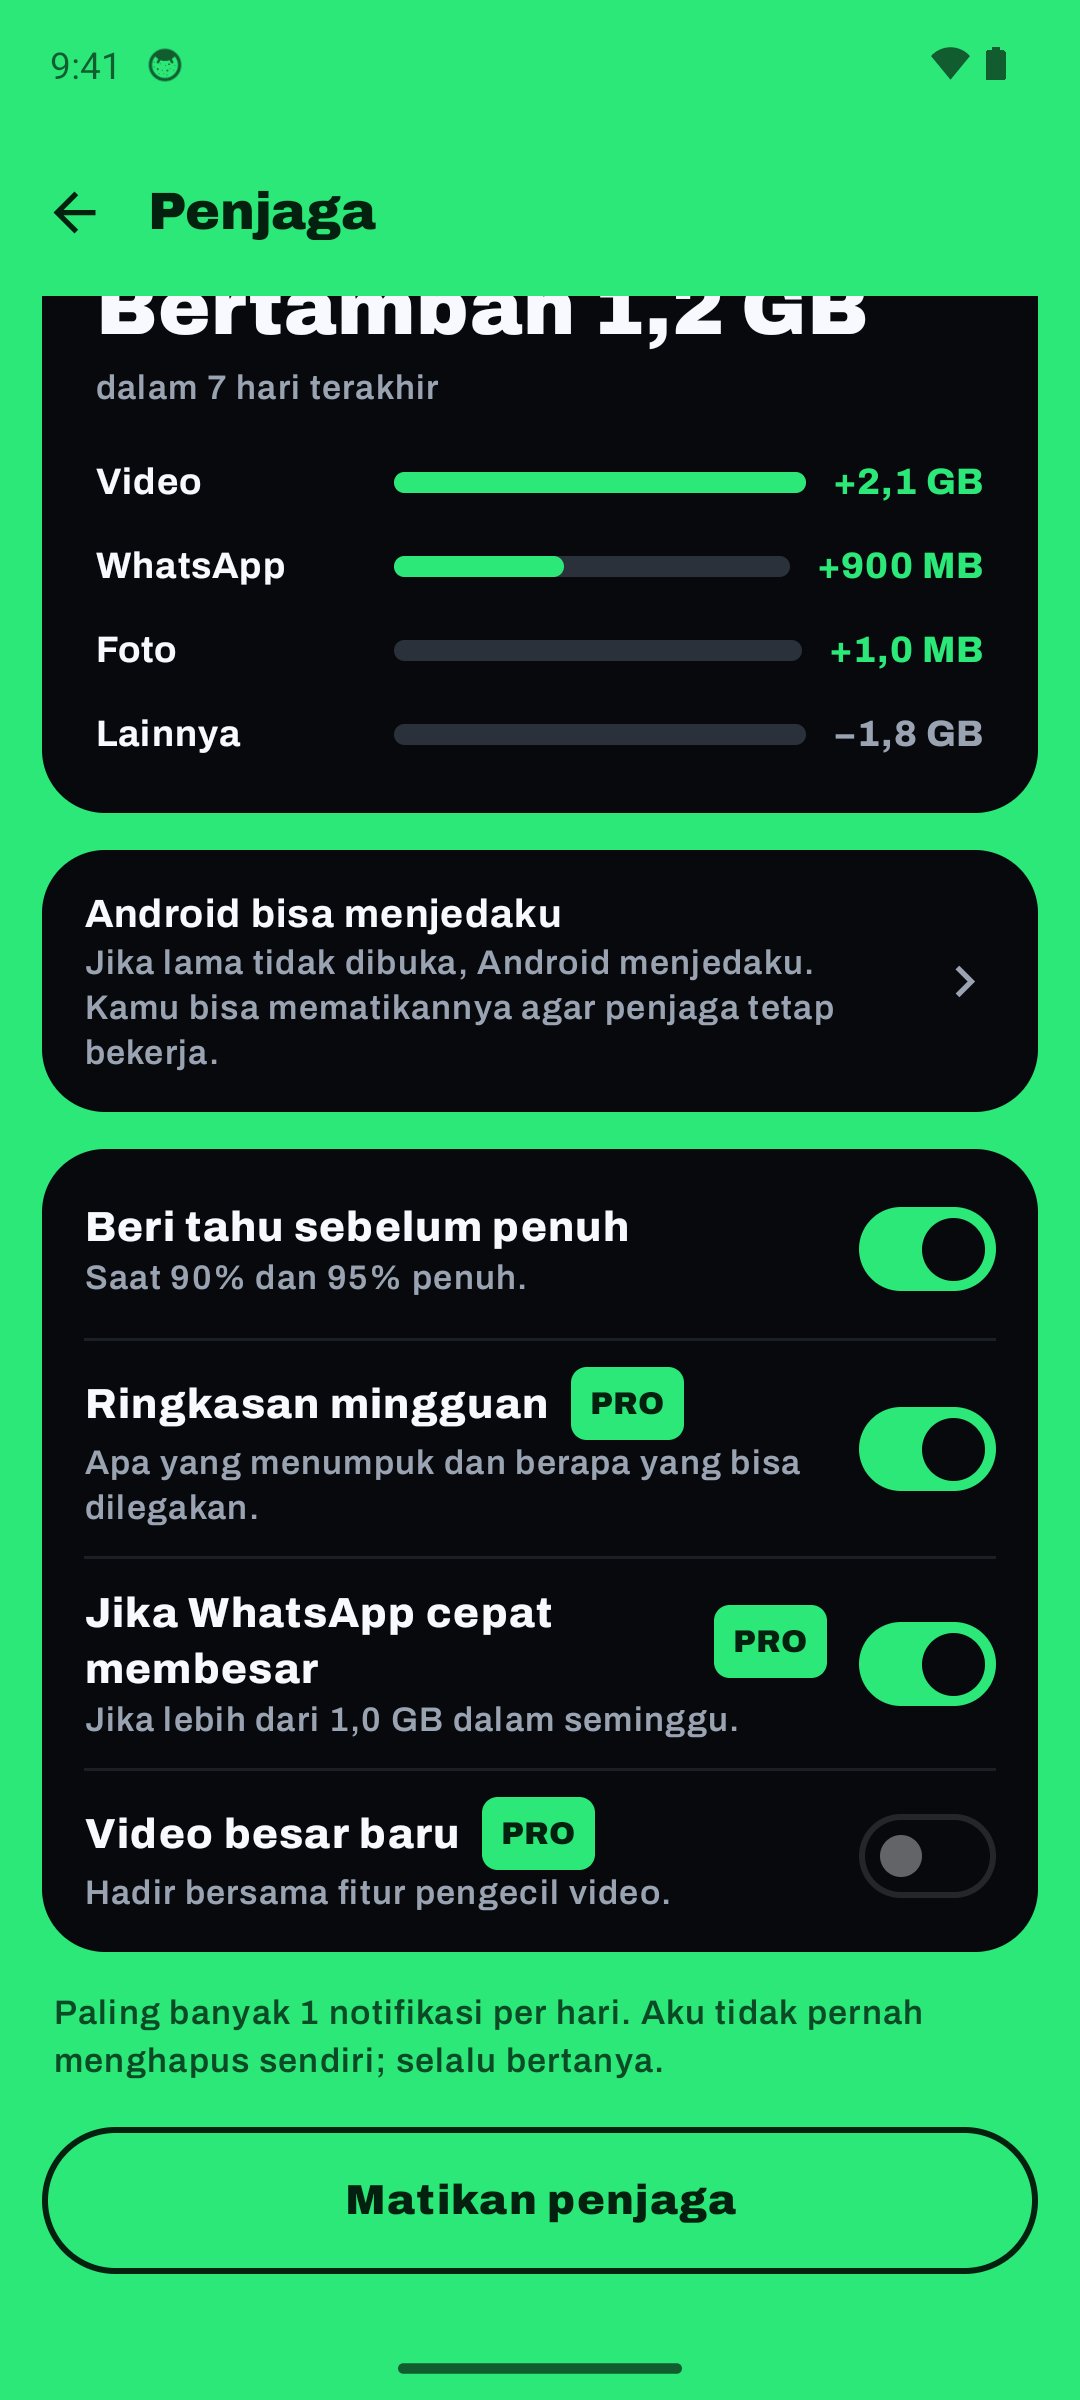 9:41
Penjaga
Bertambah 1,2 GB
dalam 7 hari terakhir
Video +2,1 GB
WhatsApp +900 MB
Foto +1,0 MB
Lainnya −1,8 GB
Android bisa menjedaku
Jika lama tidak dibuka, Android menjedaku.
Kamu bisa mematikannya agar penjaga tetap
bekerja.
Beri tahu sebelum penuh
Saat 90% dan 95% penuh.
Ringkasan mingguan PRO
Apa yang menumpuk dan berapa yang bisa
dilegakan.
Jika WhatsApp cepat
membesar
PRO
Jika lebih dari 1,0 GB dalam seminggu.
Video besar baru PRO
Hadir bersama fitur pengecil video.
Paling banyak 1 notifikasi per hari. Aku tidak pernah
menghapus sendiri; selalu bertanya.
Matikan penjaga